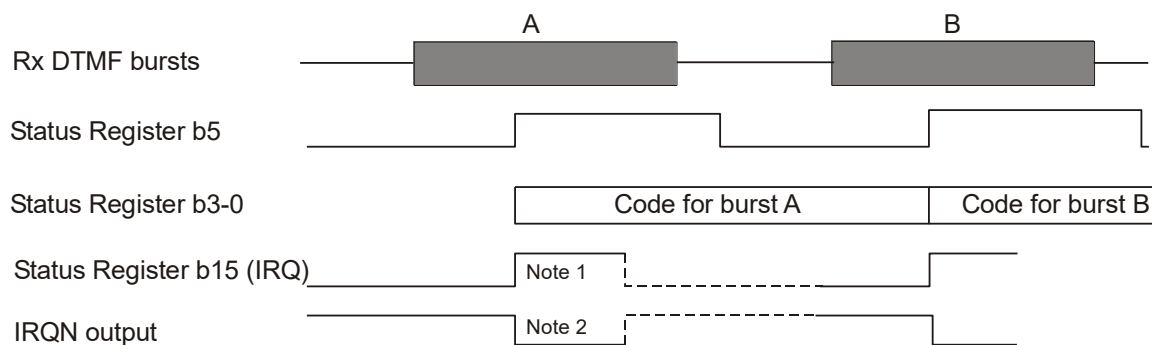 A
B
Rx DTMF bursts
Status Register b5
Status Register b3-0
Code for burst A
Code for burst B
Status Register b15 (IRQ)
Note 1
IRQN output
Note 2